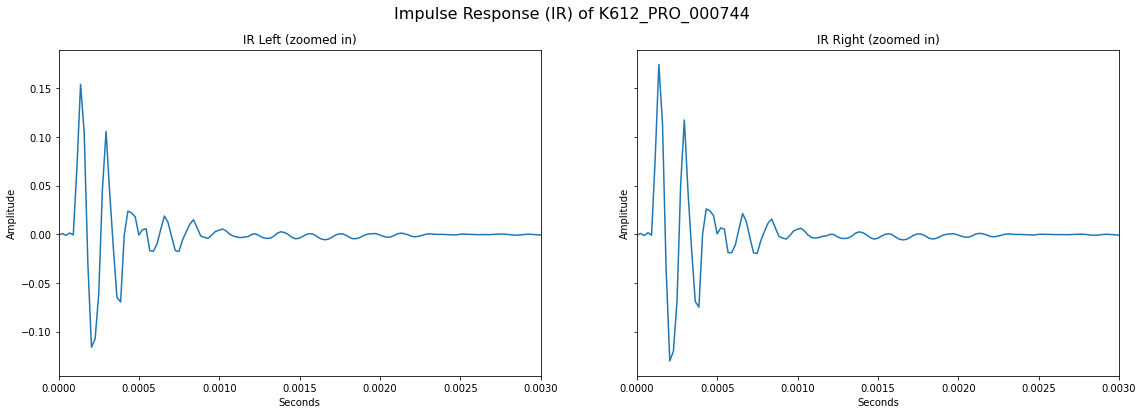 Impulse Response (IR) of K612_PRO_000744
IR Left (zoomed in)
IR Right (zoomed in)
Amplitude
0.15
0.10
0.05
0.00
−0.05
−0.10
0.0000 0.0005 0.0010 0.0015 0.0020 0.0025 0.0030
Seconds
Amplitude
0.0000 0.0005 0.0010 0.0015 0.0020 0.0025 0.0030
Seconds